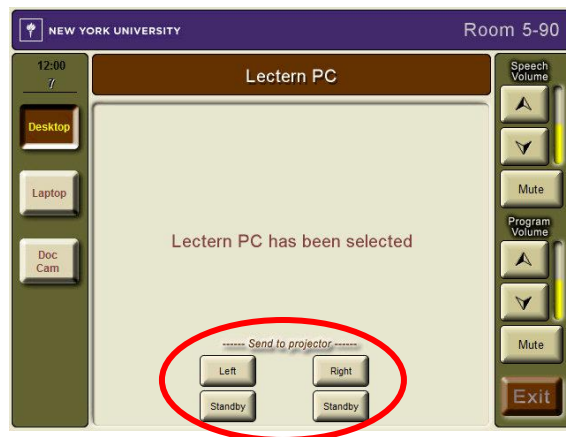 NEW YORK UNIVERSITY
Room 5-90
12:00
7
Desktop
Laptop
Doc
Cam
Lectern PC
Lectern PC has been selected
------ Send to projector ------
Left Right
Standby Standby
Speech
Volume
Mute
Program
Volume
Mute
Exit